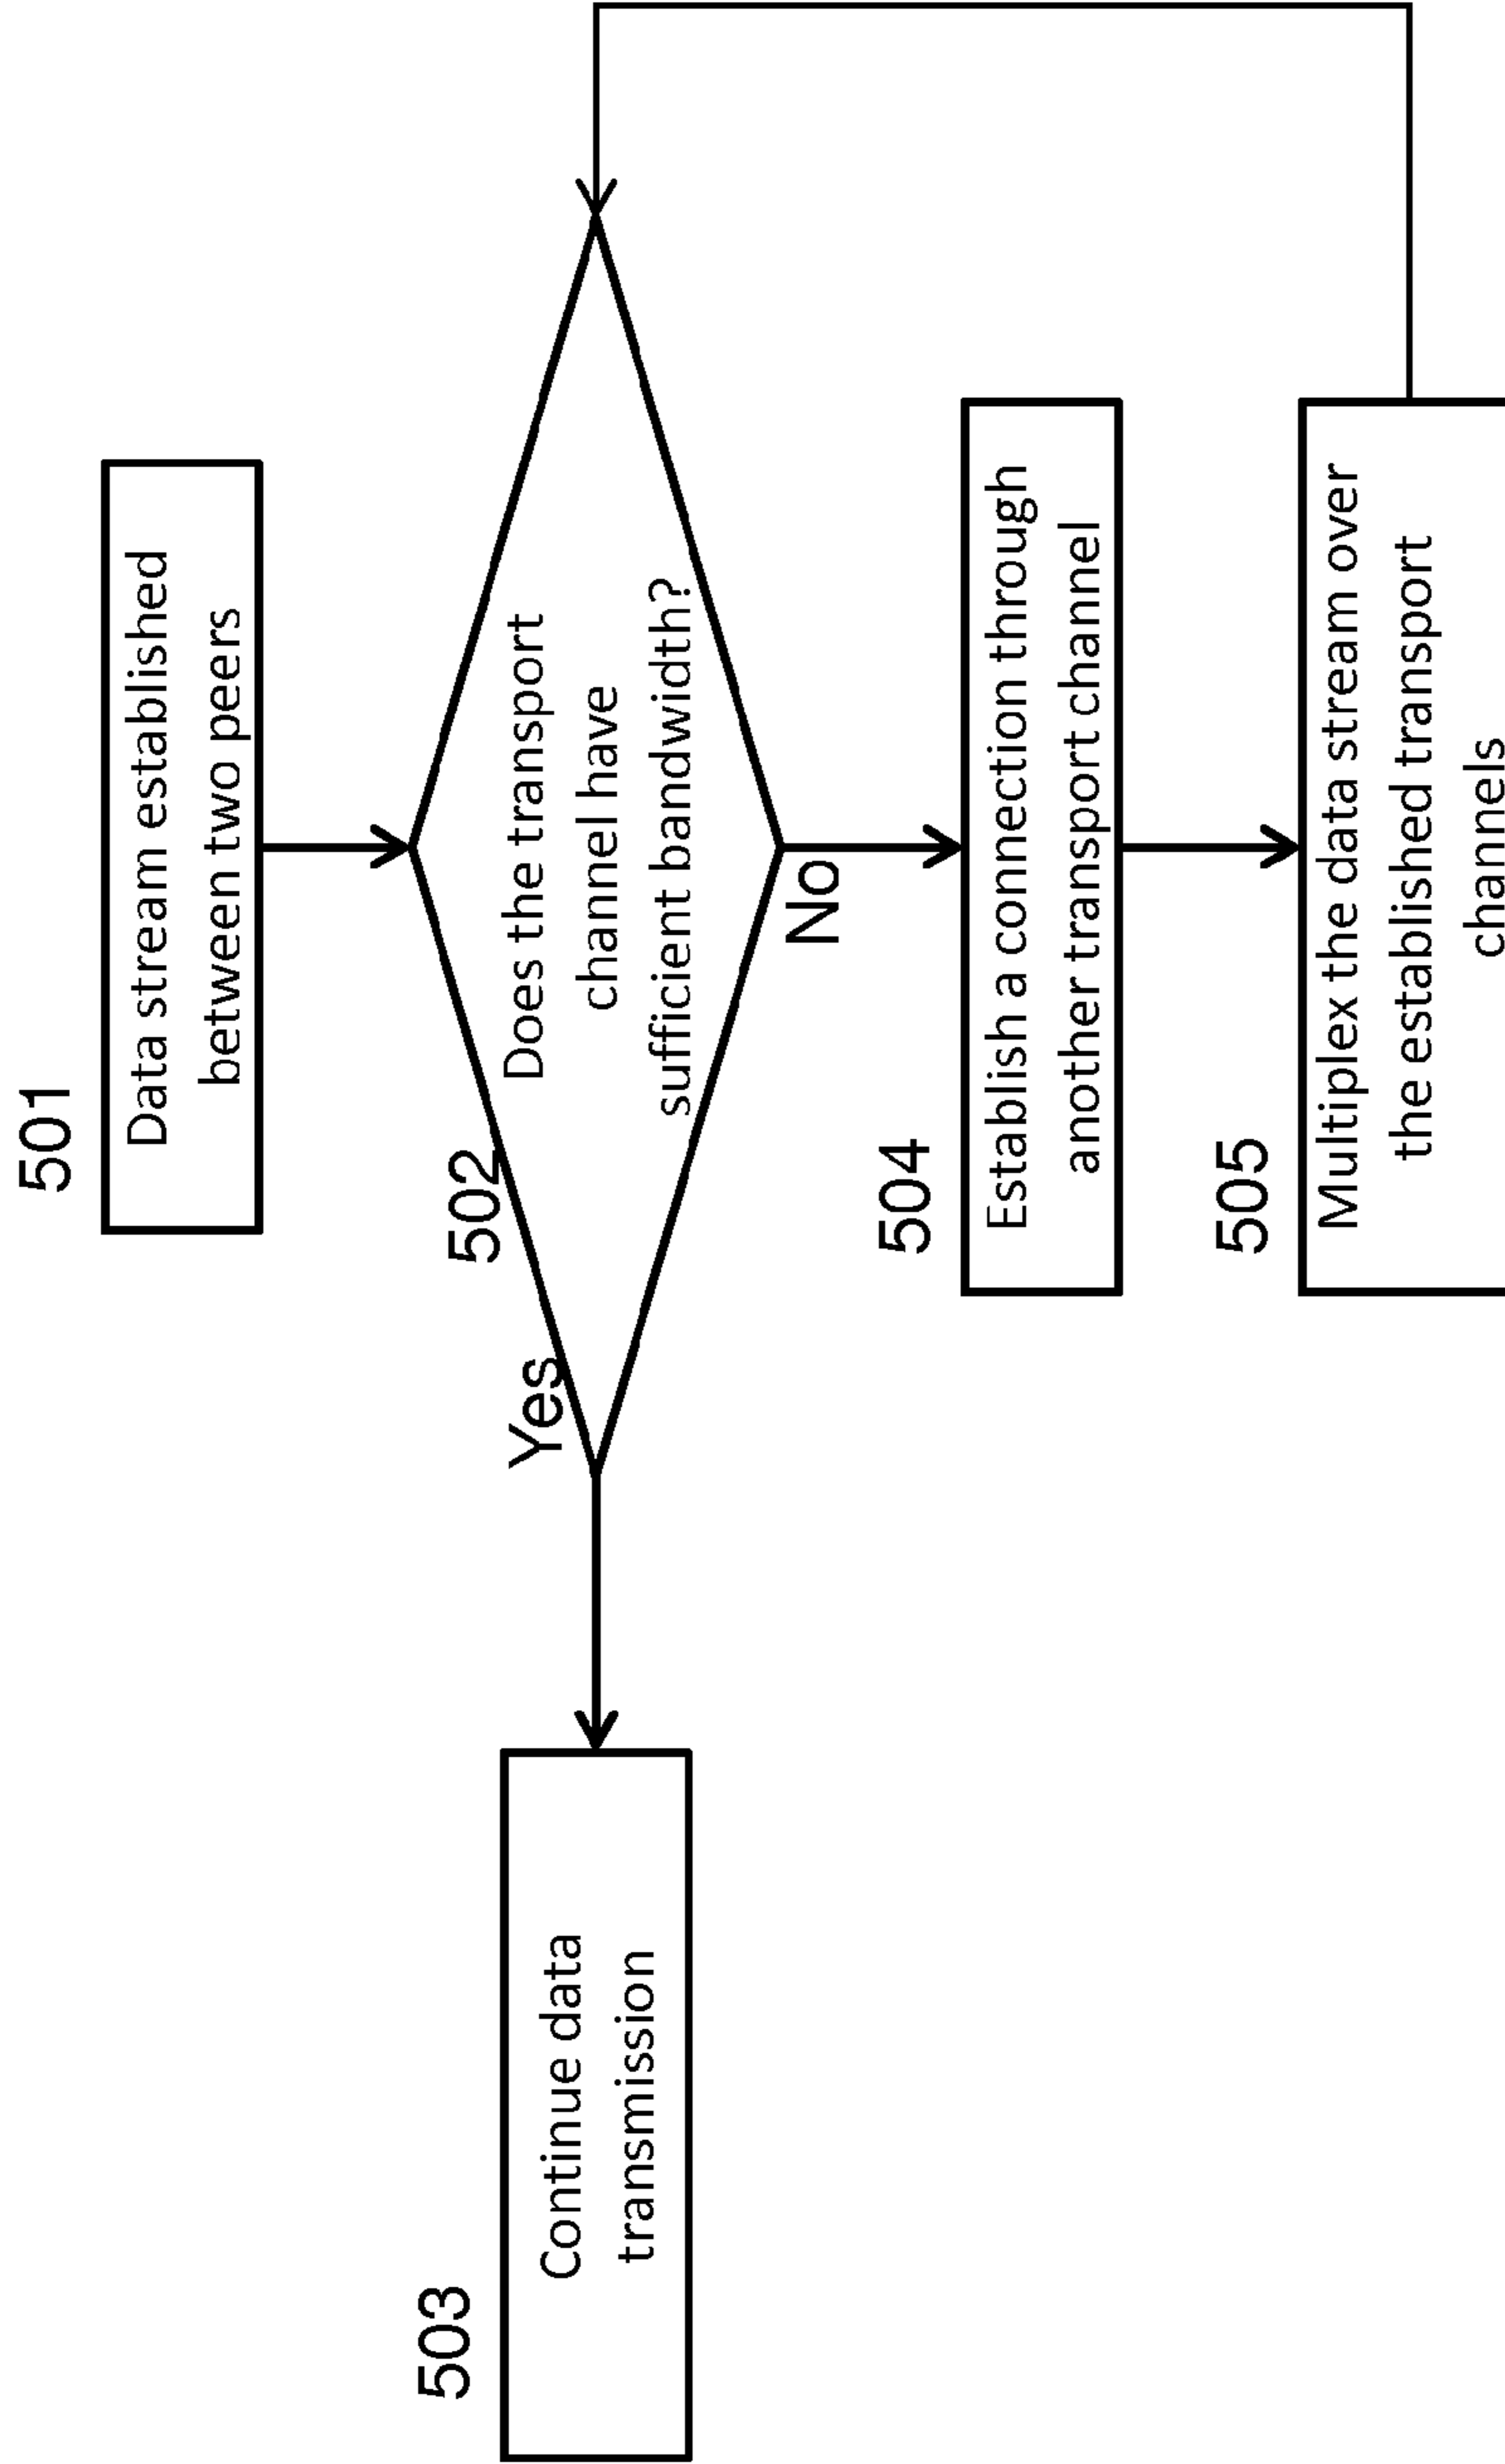 501
Data stream established
between two peers
502
Does the transport
channel have
sufficient bandwidth?
Yes
No
503
Continue data
transmission
504
Establish a connection through
another transport channel
505
Multiplex the data stream over
the established transport
channels